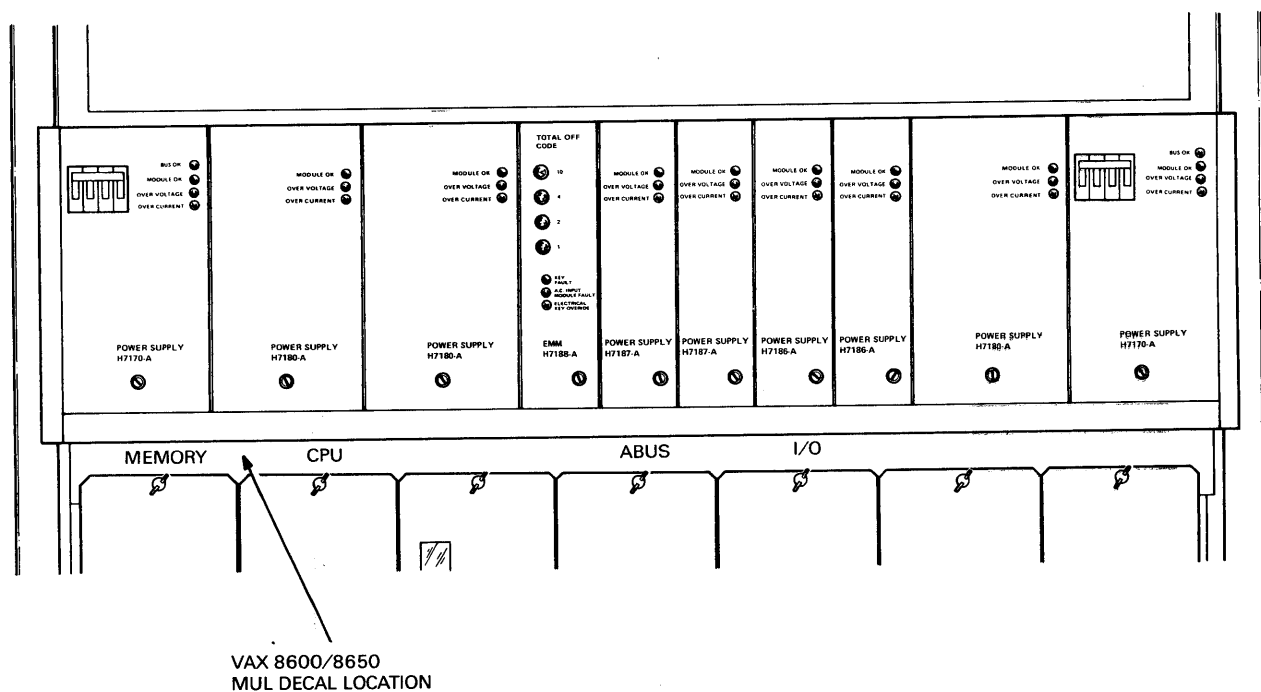 BUS OK
MODULE OK
OVER VOLTAGE
OVER CURRENT
POWER SUPPLY
H7170-A
MODULE OK
OVER VOLTAGE
OVER CURRENT
POWER SUPPLY
H7180-A
MODULE OK
OVER VOLTAGE
OVER CURRENT
POWER SUPPLY
H7180-A
TOTAL OFF
CODE
10
4
2
1
KEY
FAULT
A.C. INPUT
MODULE FAULT
ELECTRICAL
KEY OVERRIDE
EMM
H7188-A
MODULE OK
OVER VOLTAGE
OVER CURRENT
POWER SUPPLY
H7187-A
MODULE OK
OVER VOLTAGE
OVER CURRENT
POWER SUPPLY
H7187-A
MODULE OK
OVER VOLTAGE
OVER CURRENT
POWER SUPPLY
H7186-A
MODULE OK
OVER VOLTAGE
OVER CURRENT
POWER SUPPLY
H7186-A
MODULE OK
OVER VOLTAGE
OVER CURRENT
POWER SUPPLY
H7180-A
BUS OK
MODULE OK
OVER VOLTAGE
OVER CURRENT
POWER SUPPLY
H7170-A
MEMORY
CPU
ABUS
I/O
VAX 8600/8650
MUL DECAL LOCATION